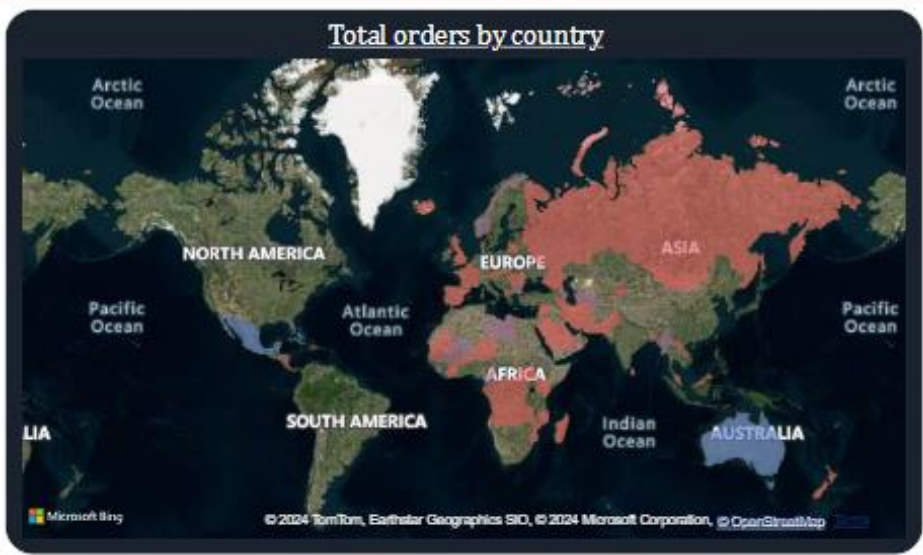 Total orders by country
Arctic
Ocean
Arctic
Ocean
NORTH AMERICA
EUROPE
ASIA
Pacific
Ocean
Atlantic
Ocean
Pacific
Ocean
AFRICA
SOUTH AMERICA
Indian
Ocean
LIA
AUSTRALIA
Microsoft Bing
© 2024 TomTom, Earthstar Geographics SIO, © 2024 Microsoft Corporation, © OpenStreetMap